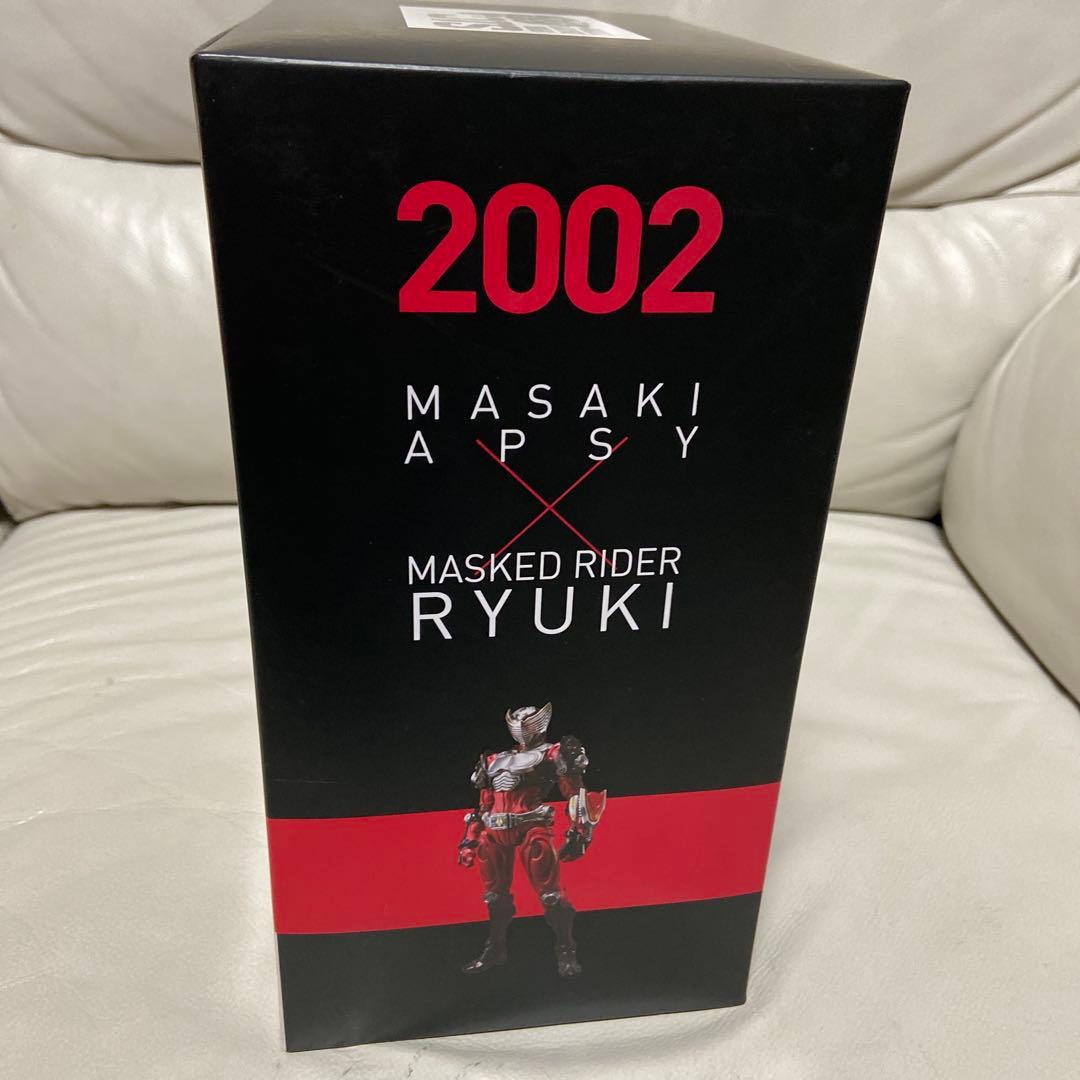 2002
MASAKI
APSY
MASKED RIDER
RYUKI